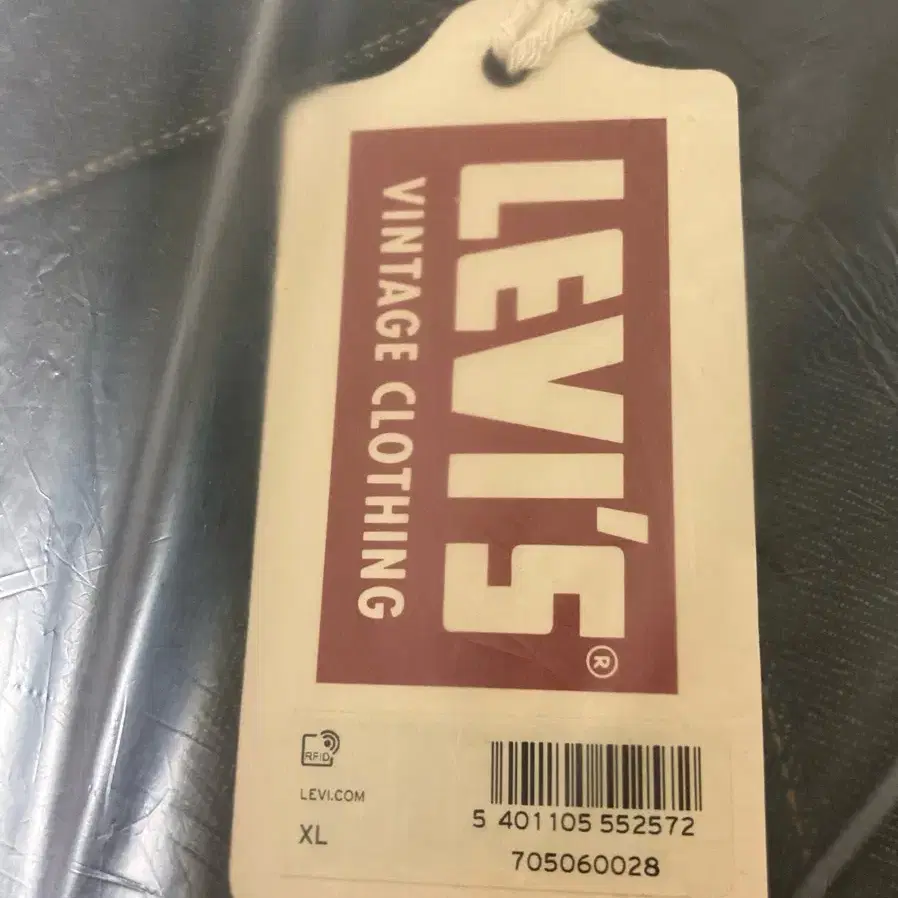 LEVI'S®
VINTAGE CLOTHING
RFID
LEVI.COM
XL
5 401105 552572
705060028